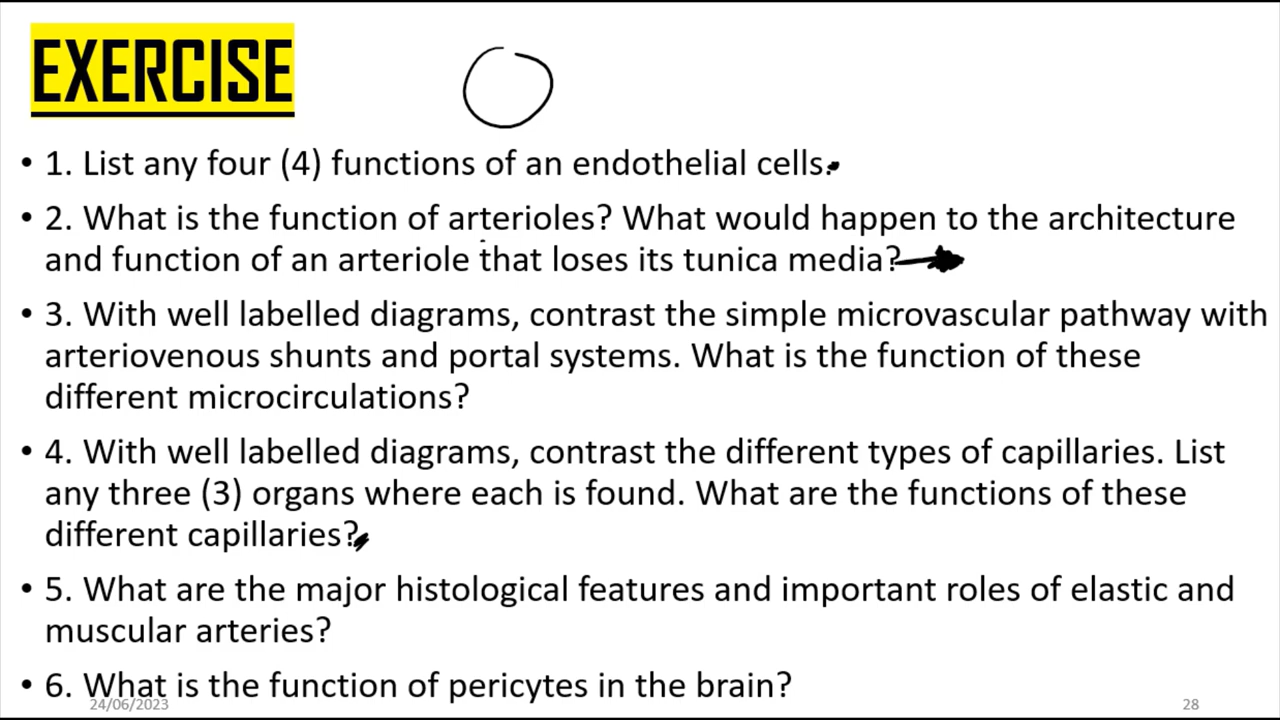 EXERCISE
• 1. List any four (4) functions of an endothelial cells.
• 2. What is the function of arterioles? What would happen to the architecture
and function of an arteriole that loses its tunica media?
• 3. With well labelled diagrams, contrast the simple microvascular pathway with
arteriovenous shunts and portal systems. What is the function of these
different microcirculations?
• 4. With well labelled diagrams, contrast the different types of capillaries. List
any three (3) organs where each is found. What are the functions of these
different capillaries?
• 5. What are the major histological features and important roles of elastic and
muscular arteries?
• 6. What is the function of pericytes in the brain?
24/06/2023
28